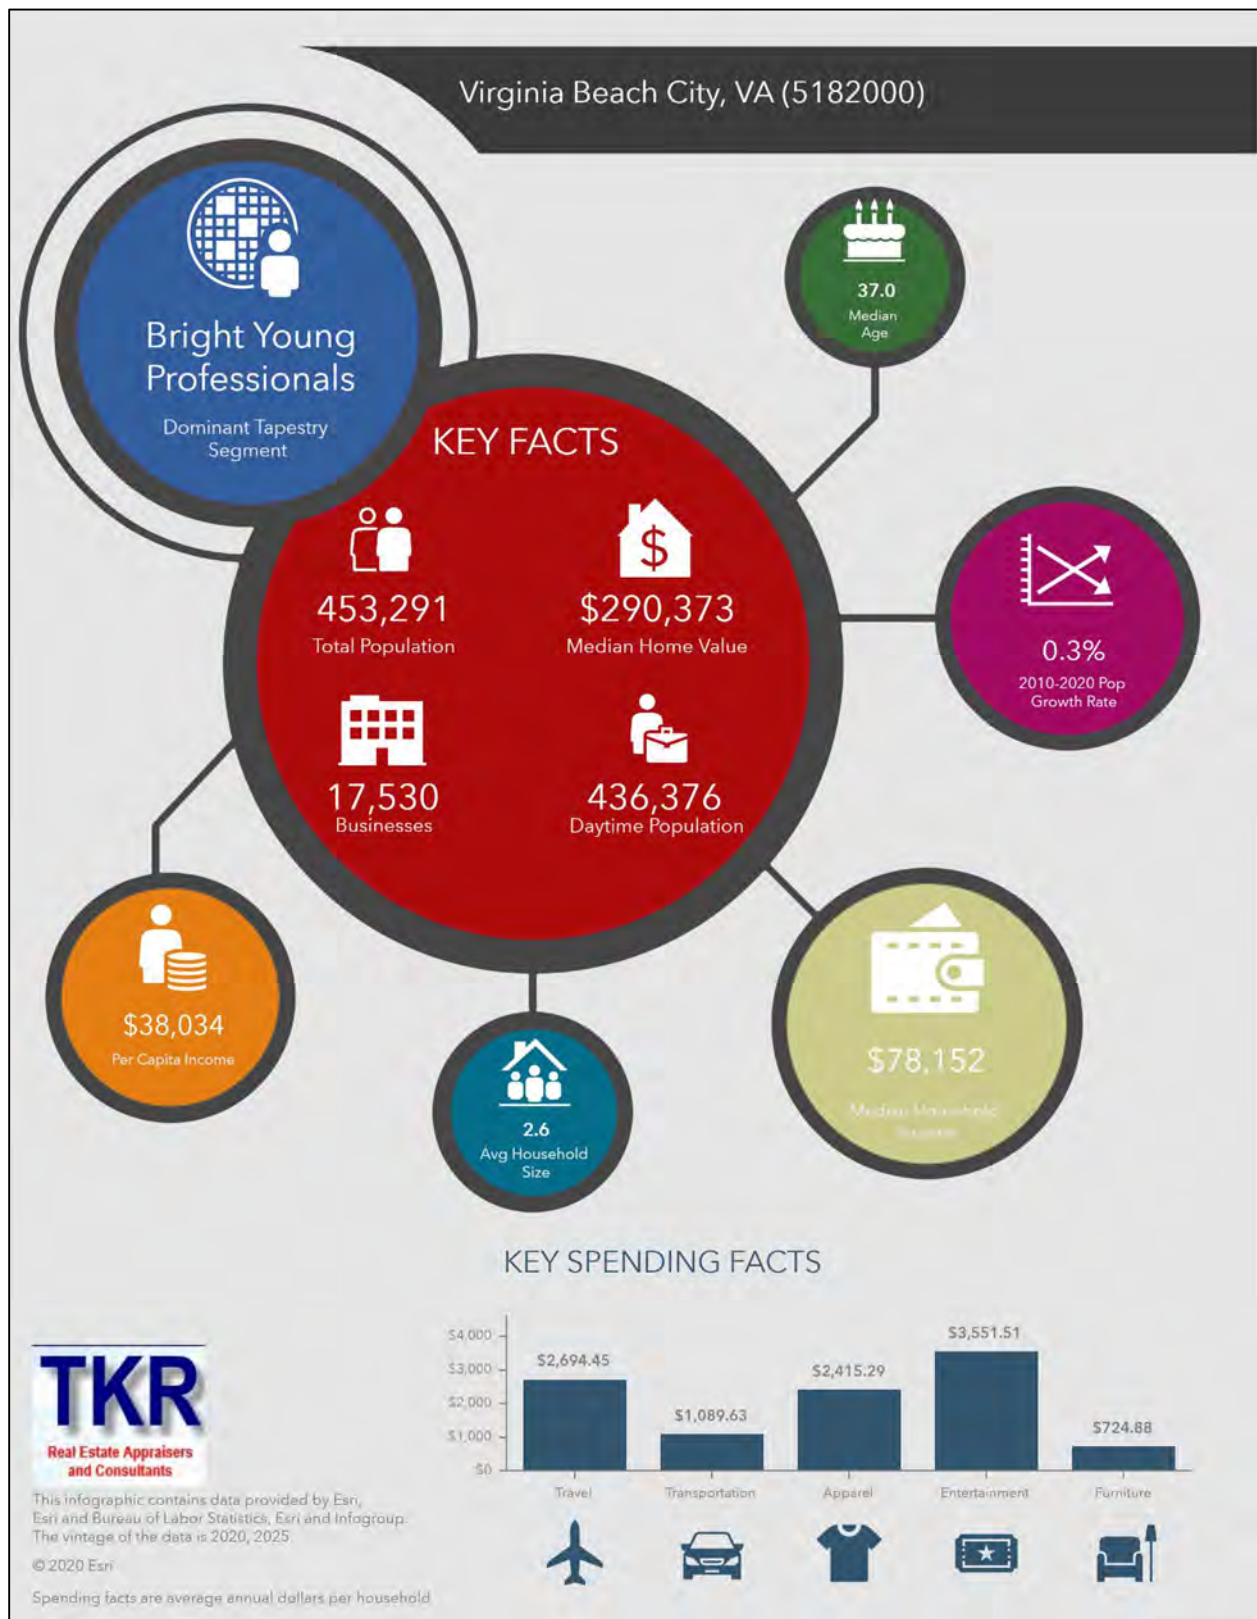 Virginia Beach City, VA (5182000)
Bright Young
Professionals
Dominant Tapestry
Segment
37.0
Median
Age
KEY FACTS
453,291
Total Population
$290,373
Median Home Value
17,530
Businesses
436,376
Daytime Population
0.3%
2010-2020 Pop
Growth Rate
$38,034
Per Capita Income
2.6
Avg Household
Size
$78,152
Median Household
KEY SPENDING FACTS
$4,000
$3,000
$2,000
$1,000
$0
$2,694.45
$1,089.63
$2,415.29
$3,551.51
$724.88
Travel
Transportation
Apparel
Entertainment
Furniture
TKR
Real Estate Appraisers
and Consultants
This infographic contains data provided by Esri,
Esri and Bureau of Labor Statistics, Esri and Infogroup.
The vintage of the data is 2020, 2025
© 2020 Esri
Spending facts are average annual dollars per household